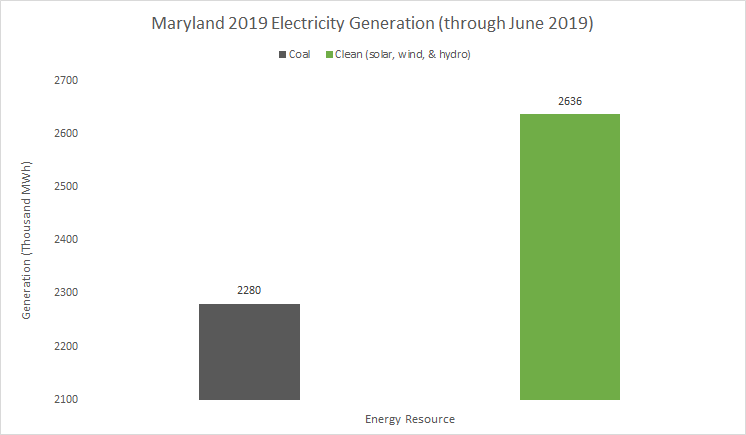 Maryland 2019 Electricity Generation (through June 2019)
Coal Clean (solar, wind, & hydro)
2700
2636
2600
2500
Generation (Thousand MWh)
2400
2300
2280
2200
2100
Energy Resource